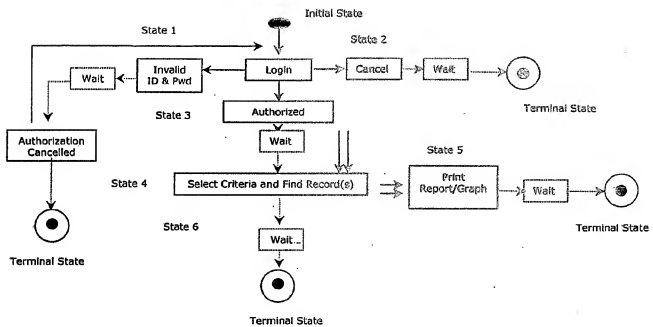 Initial State
State 1
State 2
Wait
Invalid
ID & Pwd
Login
Cancel
Wait
Terminal State
State 3
Authorized
Authorization
Cancelled
Wait
State 5
State 4
Select Criteria and Find Record(s)
Print
Report/Graph
Wait
State 6
Wait
Terminal State
Terminal State
Terminal State